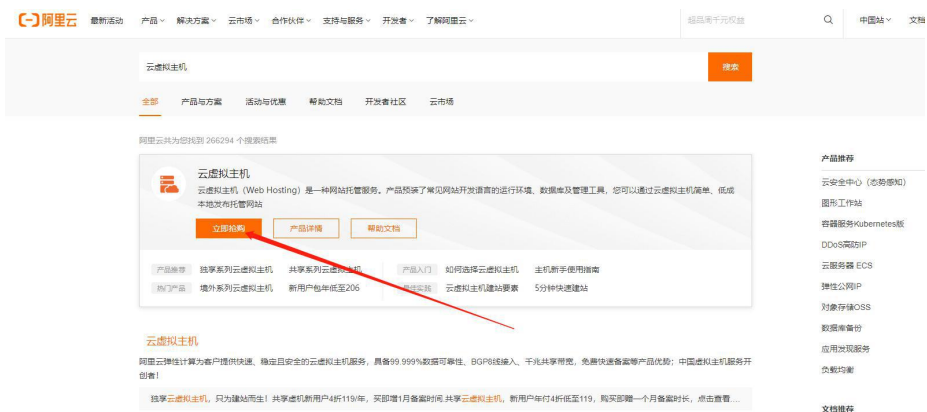 阿里云 最新活动 产品 解决方案 云市场 合作伙伴 支持与服务 开发者 了解阿里云 超品周千元权益 中国站 文档
云虚拟主机 搜索
全部 产品与方案 活动与优惠 帮助文档 开发者社区 云市场
阿里云共为您找到 266294 个搜索结果
云虚拟主机
云虚拟主机（Web Hosting）是一种网站托管服务。产品预装了常见网站开发语言的运行环境、数据库及管理工具，您可以通过云虚拟主机简单、低成
本地发布托管网站
立即抢购 产品详情 帮助文档
产品推荐 独享系列云虚拟主机 共享系列云虚拟主机 产品入门 如何选择云虚拟主机 主机新手使用指南
热门产品 境外系列云虚拟主机 新用户包年低至206 最佳实践 云虚拟主机建站要素 5分钟快速建站
云虚拟主机
阿里云弹性计算为客户提供快速、稳定且安全的云虚拟主机服务，具备99.999%数据可靠性、BGP8线接入、千兆共享带宽，免费快速备案等产品优势；中国虚拟主机服务开
创者！
独享云虚拟主机，只为建站而生！共享虚机新用户4折119/年，买即增1月备案时间.共享云虚拟主机，新用户年付4折低至119，购买即赠一个月备案时长，点击查看....
产品推荐
云安全中心（态势感知）
图形工作站
容器服务Kubernetes版
DDoS高防IP
云服务器 ECS
弹性公网IP
对象存储OSS
数据库备份
应用发现服务
负载均衡
文档推荐